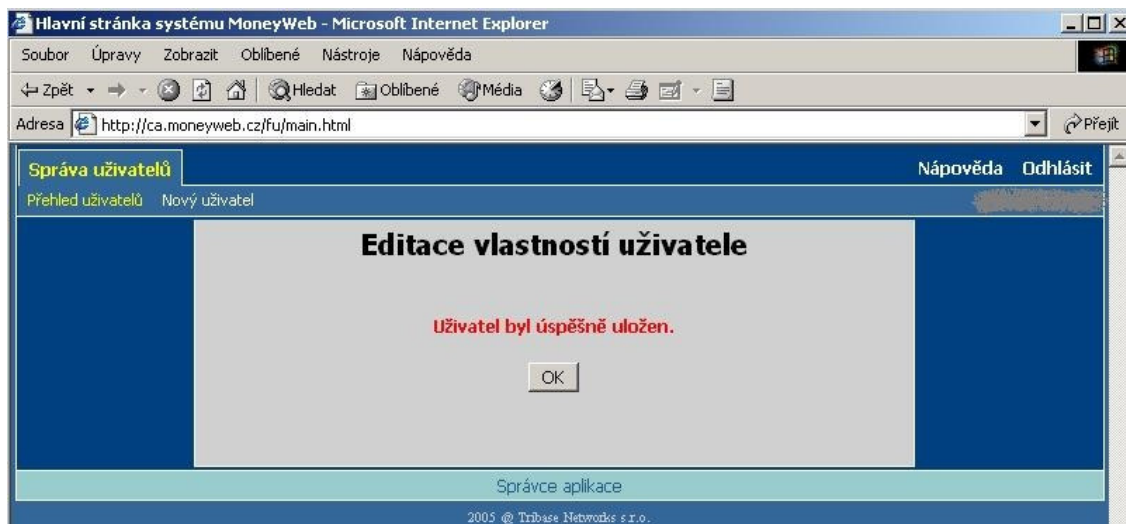 Hlavní stránka systému MoneyWeb - Microsoft Internet Explorer
Soubor Úpravy Zobrazit Oblíbené Nástroje Nápověda
Zpět Hledat Oblíbené Média
Adresa http://ca.moneyweb.cz/fu/main.html Přejít
Správa uživatelů Nápověda Odhlásit
Přehled uživatelů Nový uživatel
Editace vlastností uživatele
Uživatel byl úspěšně uložen.
OK
Správce aplikace
2005 @ Tribase Networks s.r.o.